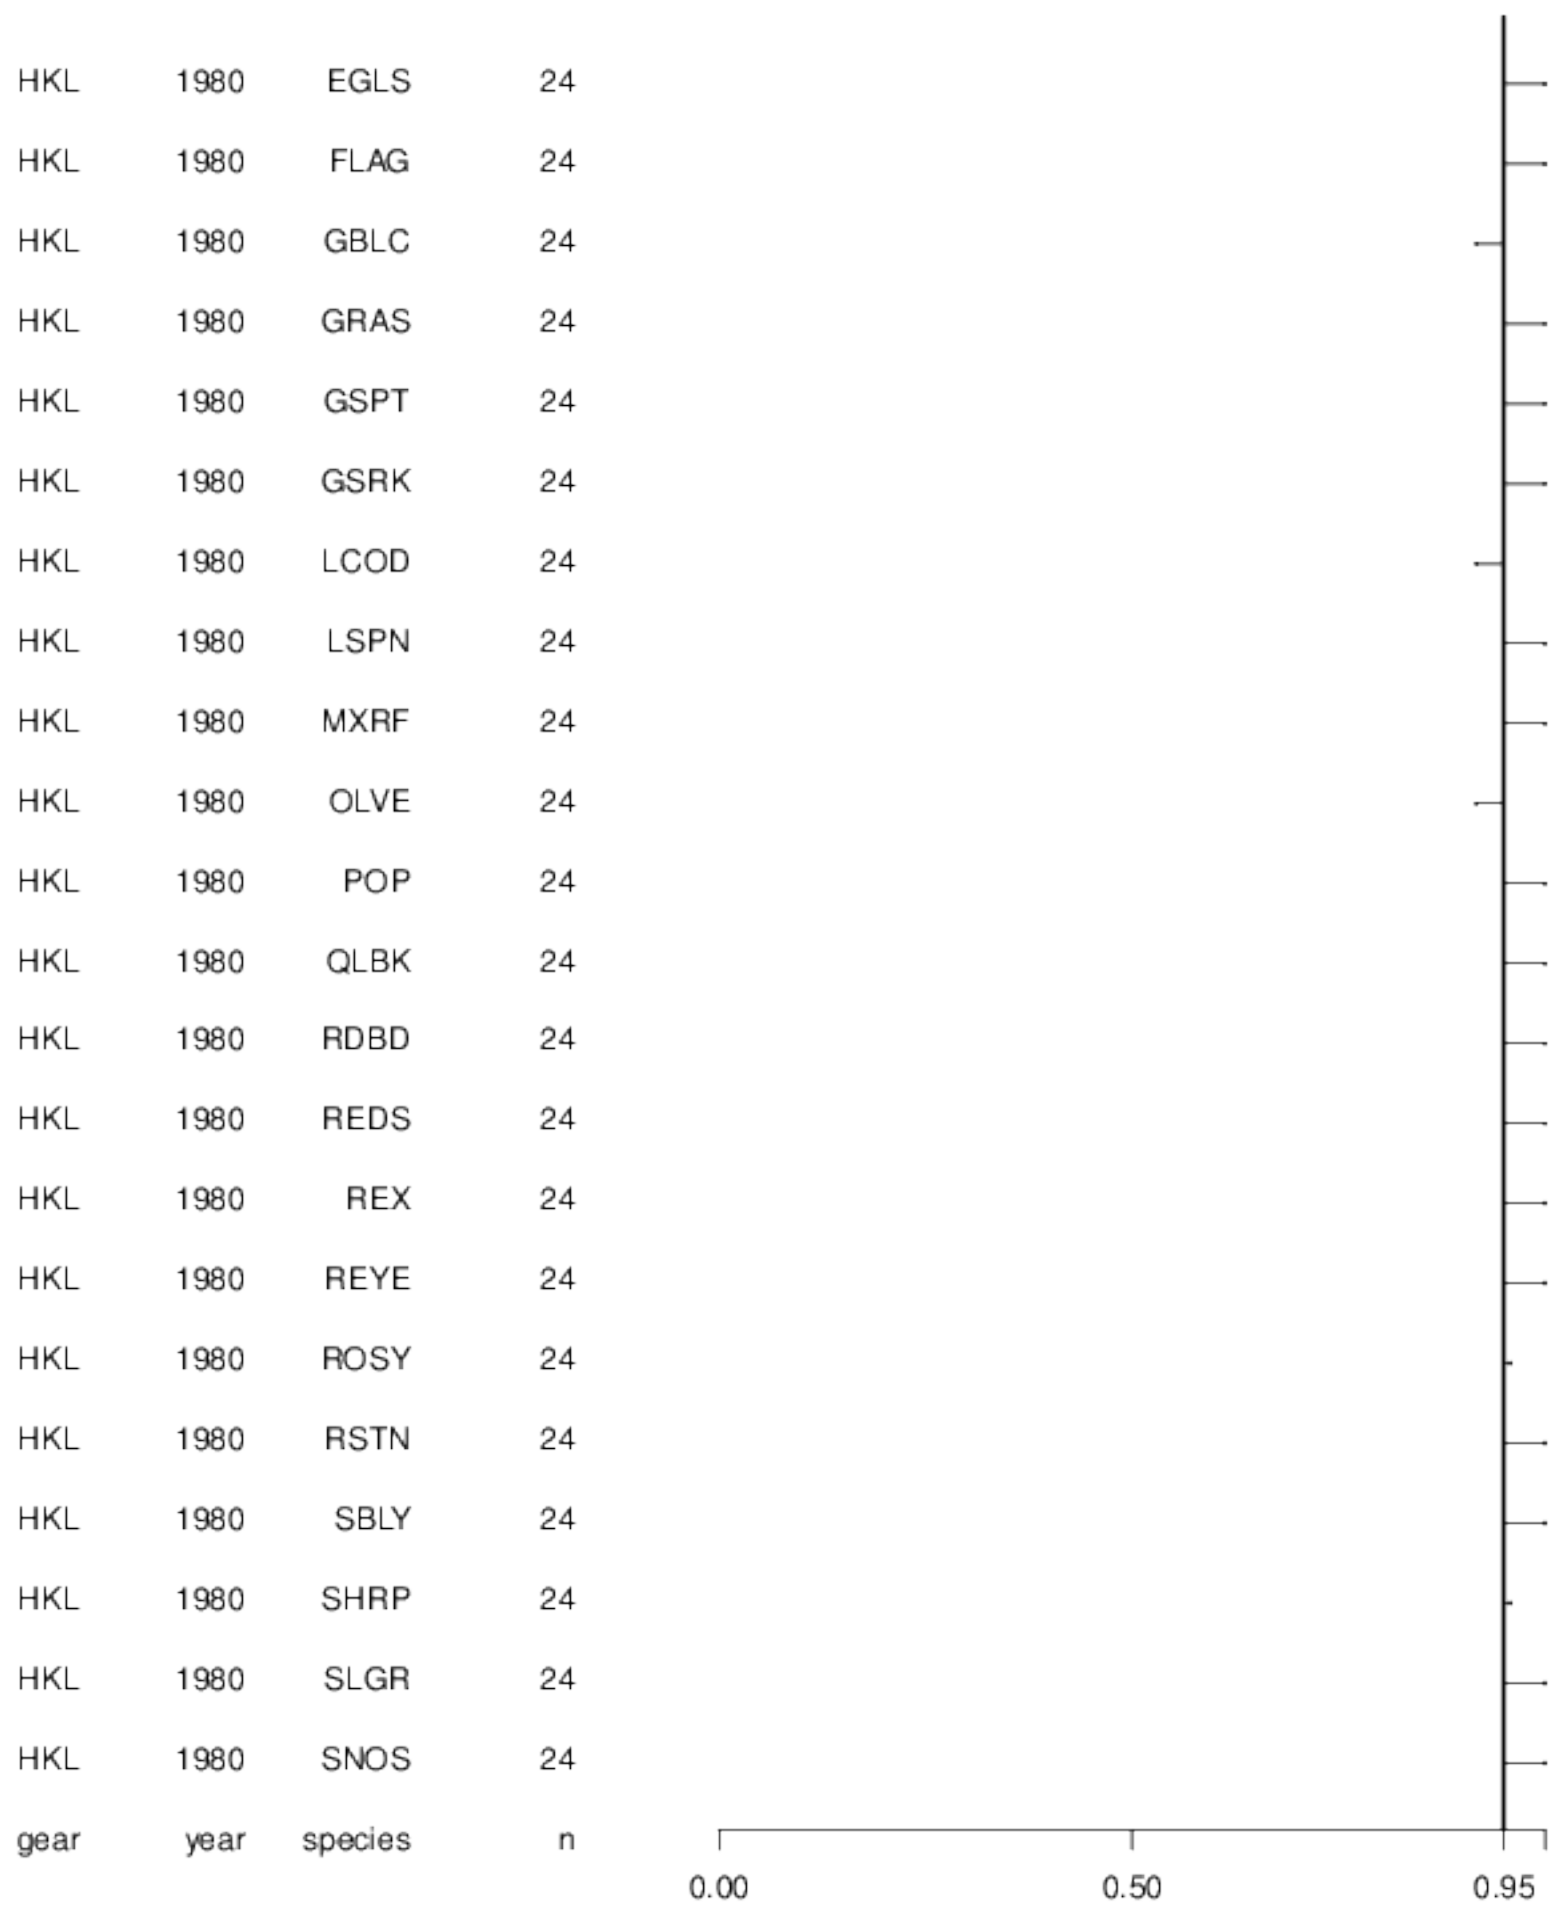 HKL 1980 EGLS 24
HKL 1980 FLAG 24
HKL 1980 GBLC 24
HKL 1980 GRAS 24
HKL 1980 GSPT 24
HKL 1980 GSRK 24
HKL 1980 LCOD 24
HKL 1980 LSPN 24
HKL 1980 MXRF 24
HKL 1980 OLVE 24
HKL 1980 POP 24
HKL 1980 QLBK 24
HKL 1980 RDBD 24
HKL 1980 REDS 24
HKL 1980 REX 24
HKL 1980 REYE 24
HKL 1980 ROSY 24
HKL 1980 RSTN 24
HKL 1980 SBLY 24
HKL 1980 SHRP 24
HKL 1980 SLGR 24
HKL 1980 SNOS 24
gear year species n
0.00 0.50 0.95